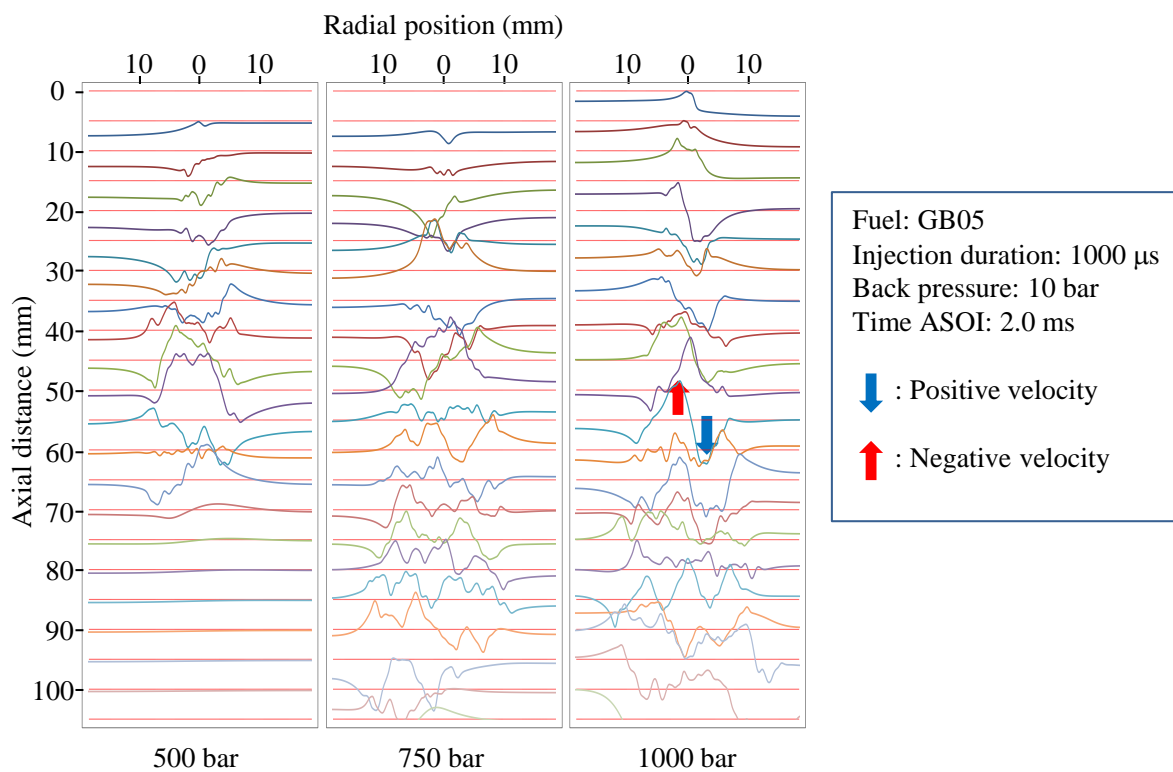 Radial position (mm)
10 0 10 10 0 10 10 0 10
Axial distance (mm)
0
10
20
30
40
50
60
70
80
90
100
500 bar 750 bar 1000 bar
Fuel: GB05
Injection duration: 1000 μs
Back pressure: 10 bar
Time ASOI: 2.0 ms
: Positive velocity
: Negative velocity